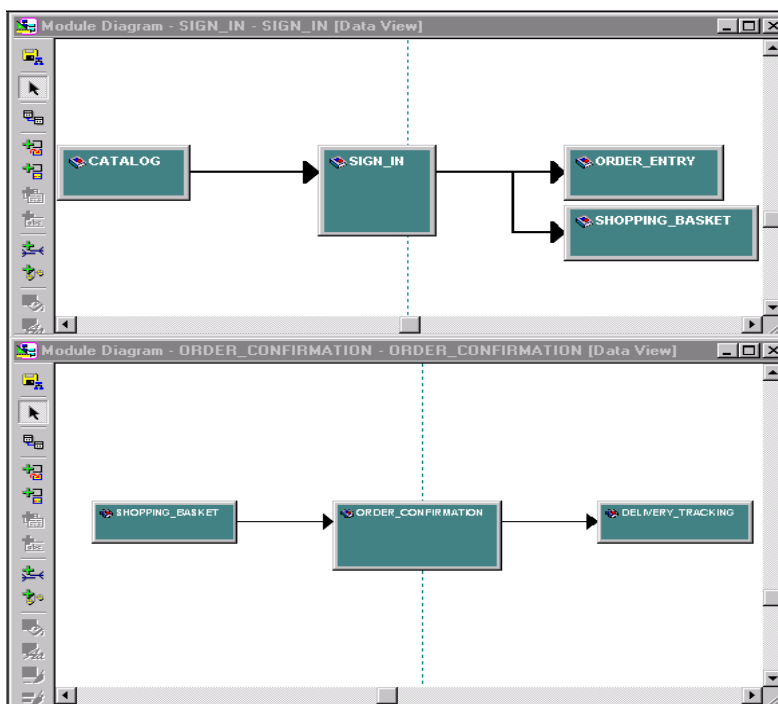 Module Diagram - SIGN_IN - SIGN_IN [Data View]
CATALOG
SIGN_IN
ORDER_ENTRY
SHOPPING_BASKET
Module Diagram - ORDER_CONFIRMATION - ORDER_CONFIRMATION [Data View]
SHOPPING_BASKET
ORDER_CONFIRMATION
DELIVERY_TRACKING